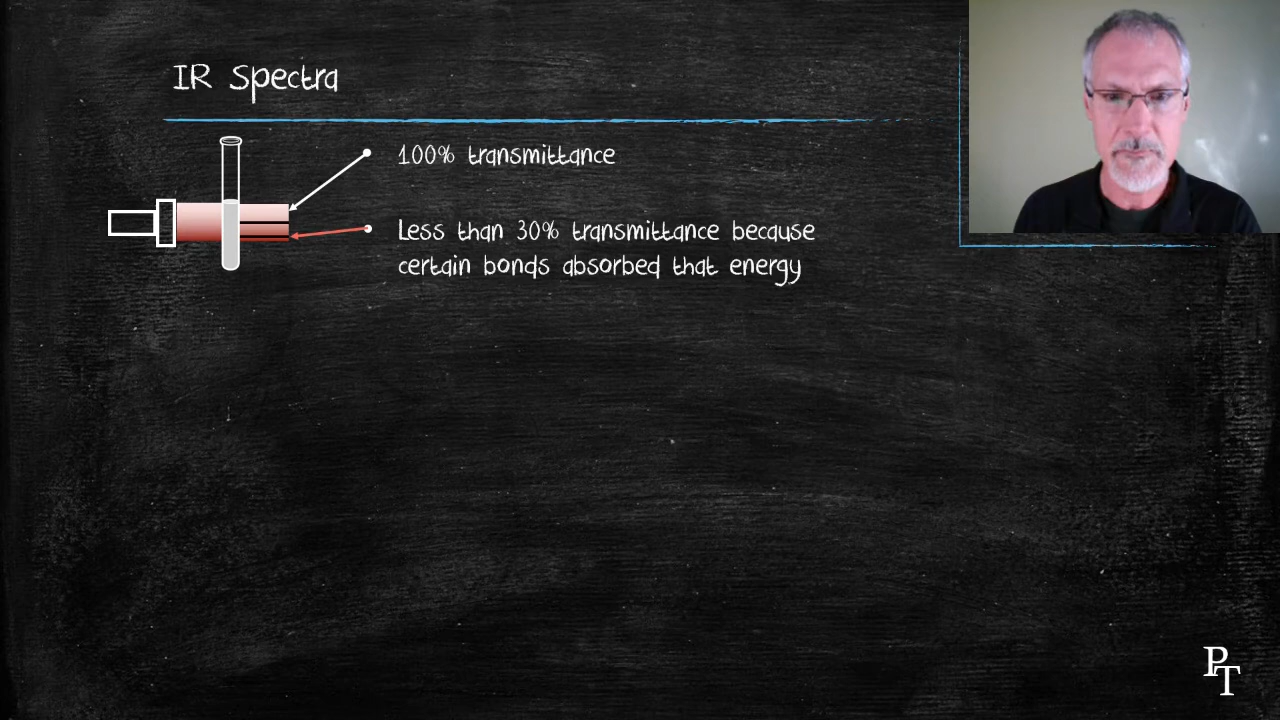 IR Spectra
100% transmittance
Less than 30% transmittance because
certain bonds absorbed that energy
PT